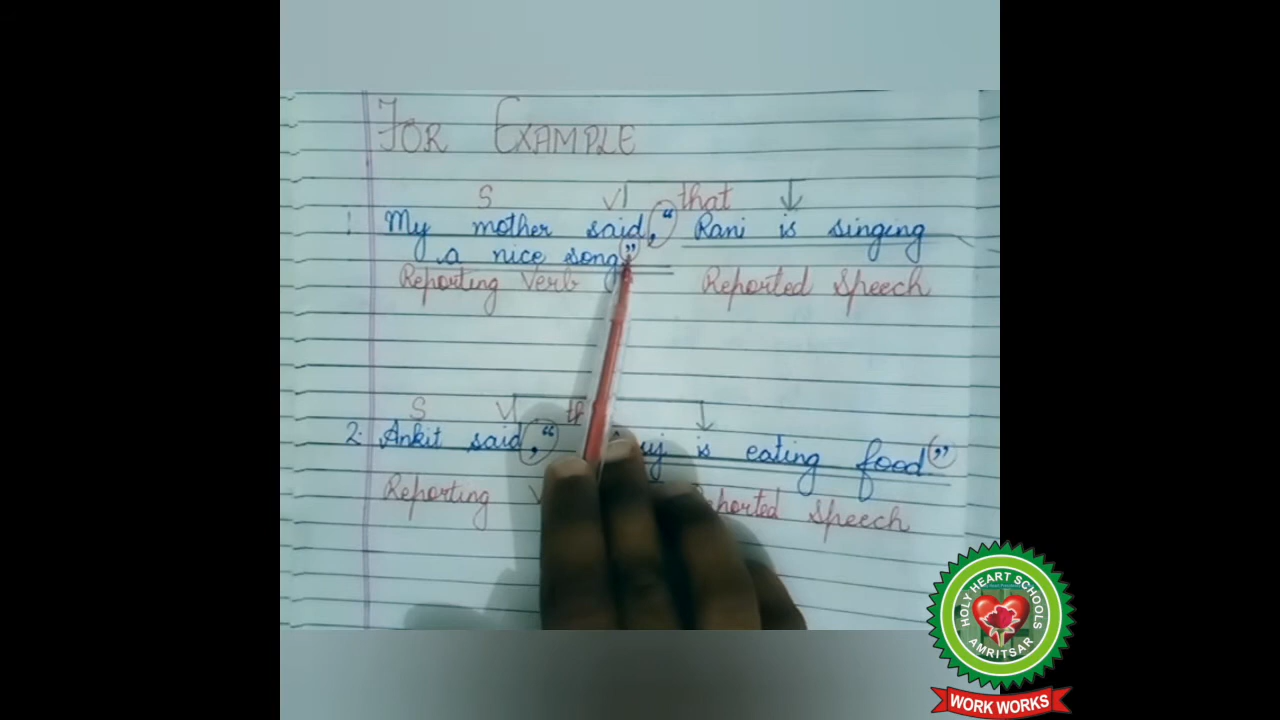 FOR EXAMPLE
S V that
1. My mother said, “ Rani is singing
a nice song”
Reporting Verb Reported Speech
S V
2. Ankit said, “ is eating food”
Reporting Speech
HOLY HEART SCHOOLS
AMRITSAR
WORK WORKS